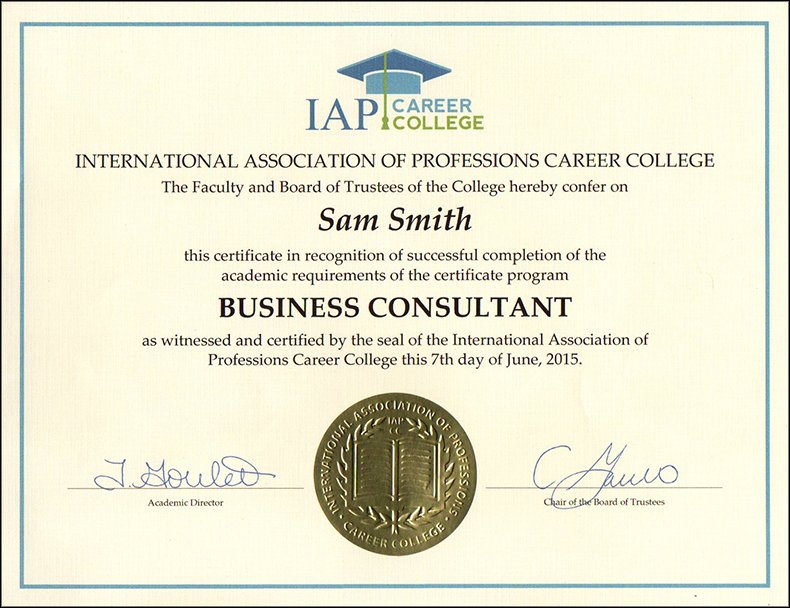 IAP CAREER COLLEGE
INTERNATIONAL ASSOCIATION OF PROFESSIONS CAREER COLLEGE
The Faculty and Board of Trustees of the College hereby confer on
Sam Smith
this certificate in recognition of successful completion of the
academic requirements of the certificate program
BUSINESS CONSULTANT
as witnessed and certified by the seal of the International Association of
Professions Career College this 7th day of June, 2015.
INTERNATIONAL ASSOCIATION OF PROFESSIONS
IAP
CC
· CAREER COLLEGE ·
Academic Director
Chair of the Board of Trustees